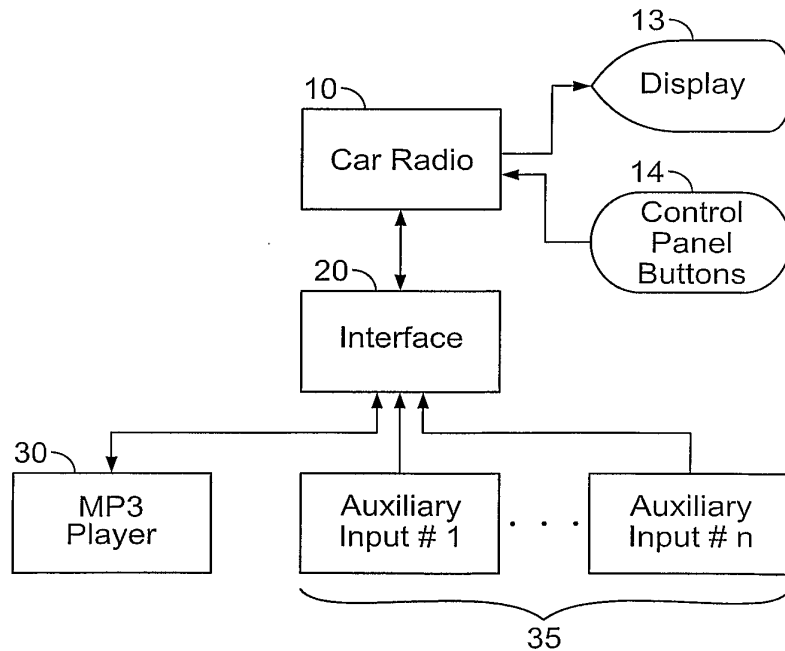 13
Display
10
Car Radio
14
Control
Panel
Buttons
20
Interface
30
MP3
Player
Auxiliary
Input # 1
. . .
Auxiliary
Input # n
35